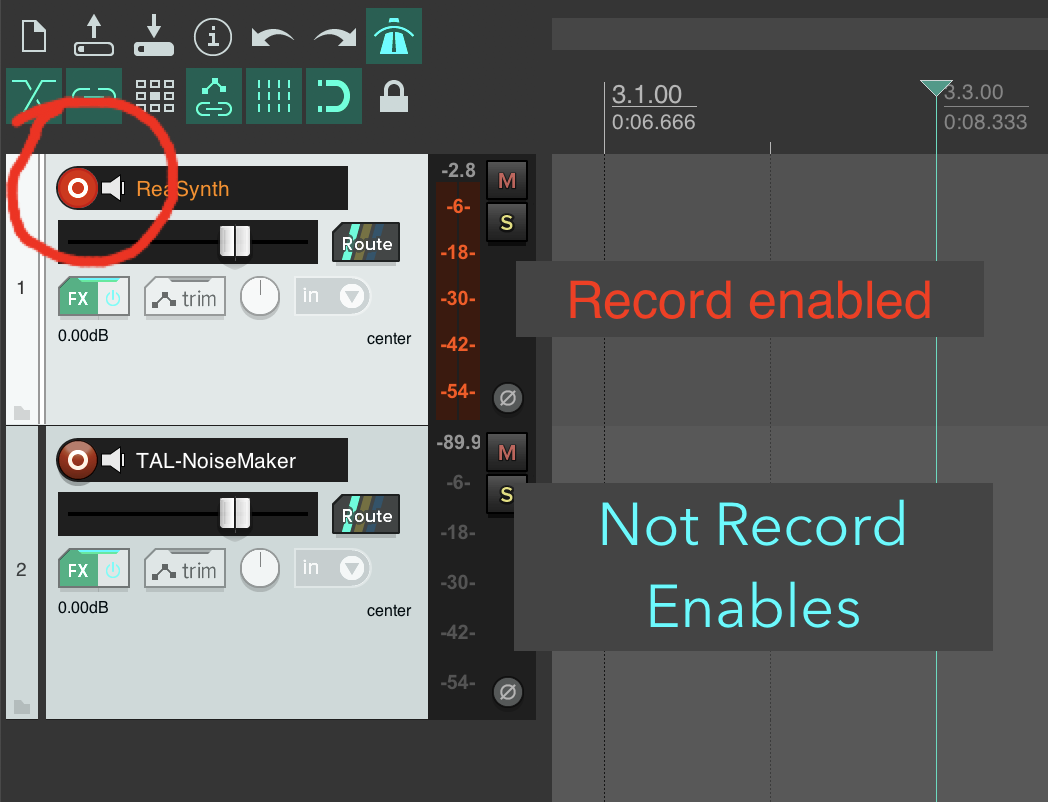 3.1.00
0:06.666
3.3.00
0:08.333
1
ReaSynth
Route
FX
trim
in
0.00dB
center
-2.8
-6-
-18-
-30-
-42-
-54-
M
S
Ø
Record enabled
2
TAL-NoiseMaker
Route
FX
trim
in
0.00dB
center
-89.9
-6-
-18-
-30-
-42-
-54-
M
S
Ø
Not Record
Enables